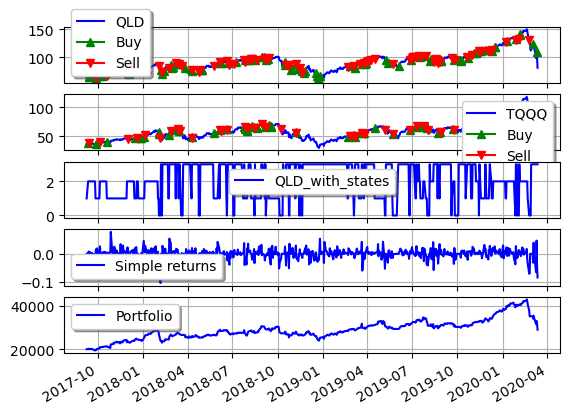 QLD
Buy
Sell
150
100
TQQQ
Buy
Sell
100
50
QLD_with_states
2
0
Simple returns
0.0
−0.1
Portfolio
40000
20000
2017-10
2018-01
2018-04
2018-07
2018-10
2019-01
2019-04
2019-07
2019-10
2020-01
2020-04